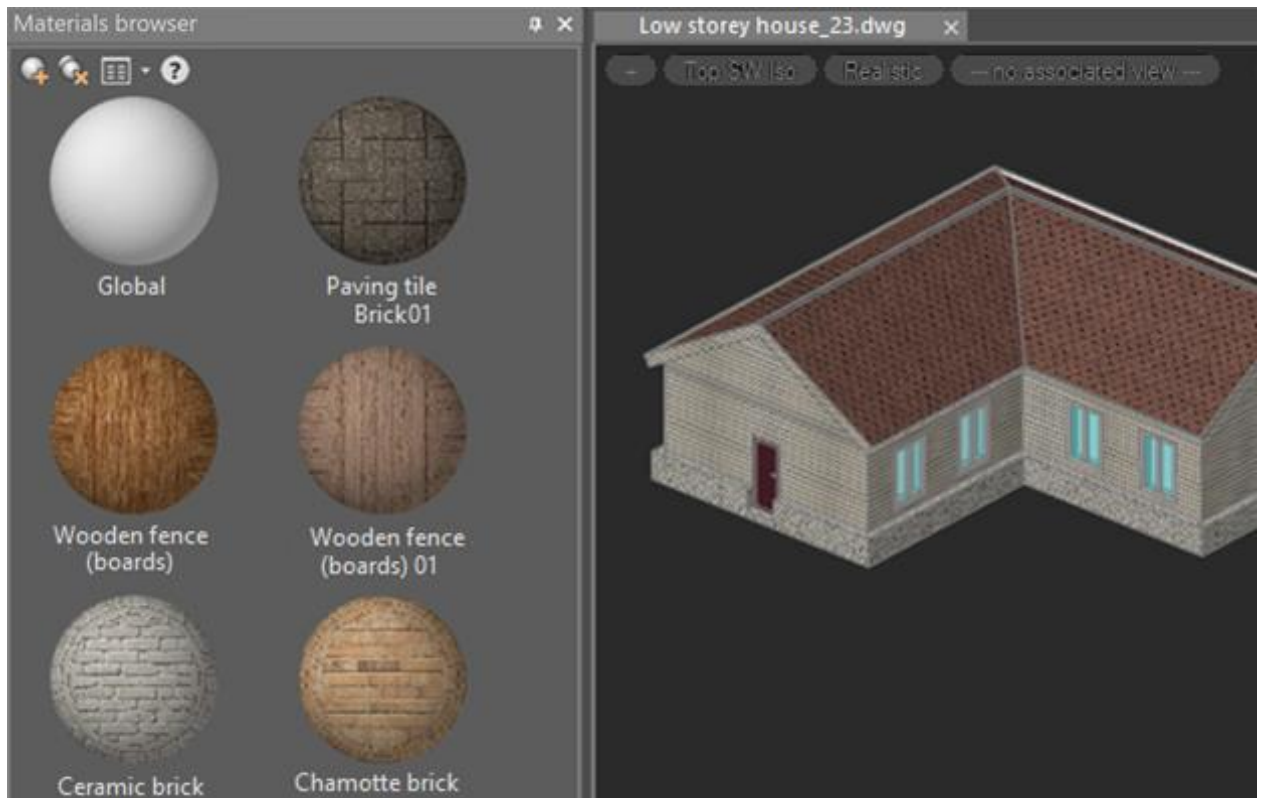 Materials browser
Low storey house_23.dwg
+ Top SW Iso Realistic --- no associated view ---
Global
Paving tile
Brick01
Wooden fence
(boards)
Wooden fence
(boards) 01
Ceramic brick
Chamotte brick